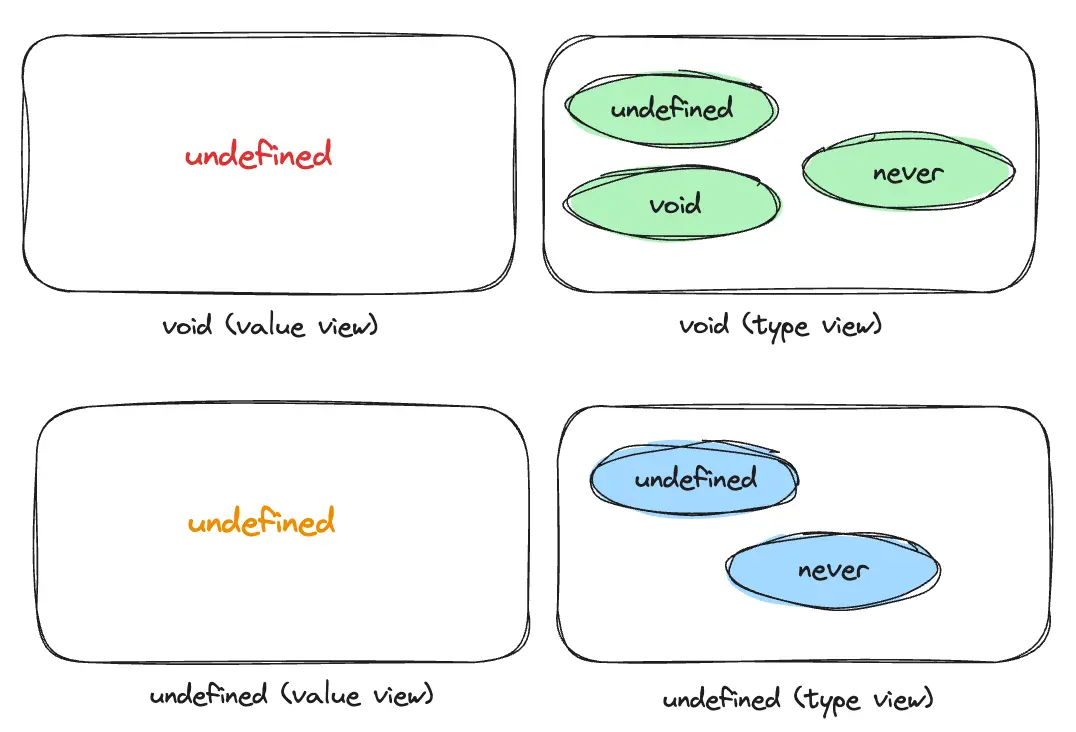 undefined
void (value view)
undefined
never
void
void (type view)
undefined
undefined (value view)
undefined
never
undefined (type view)